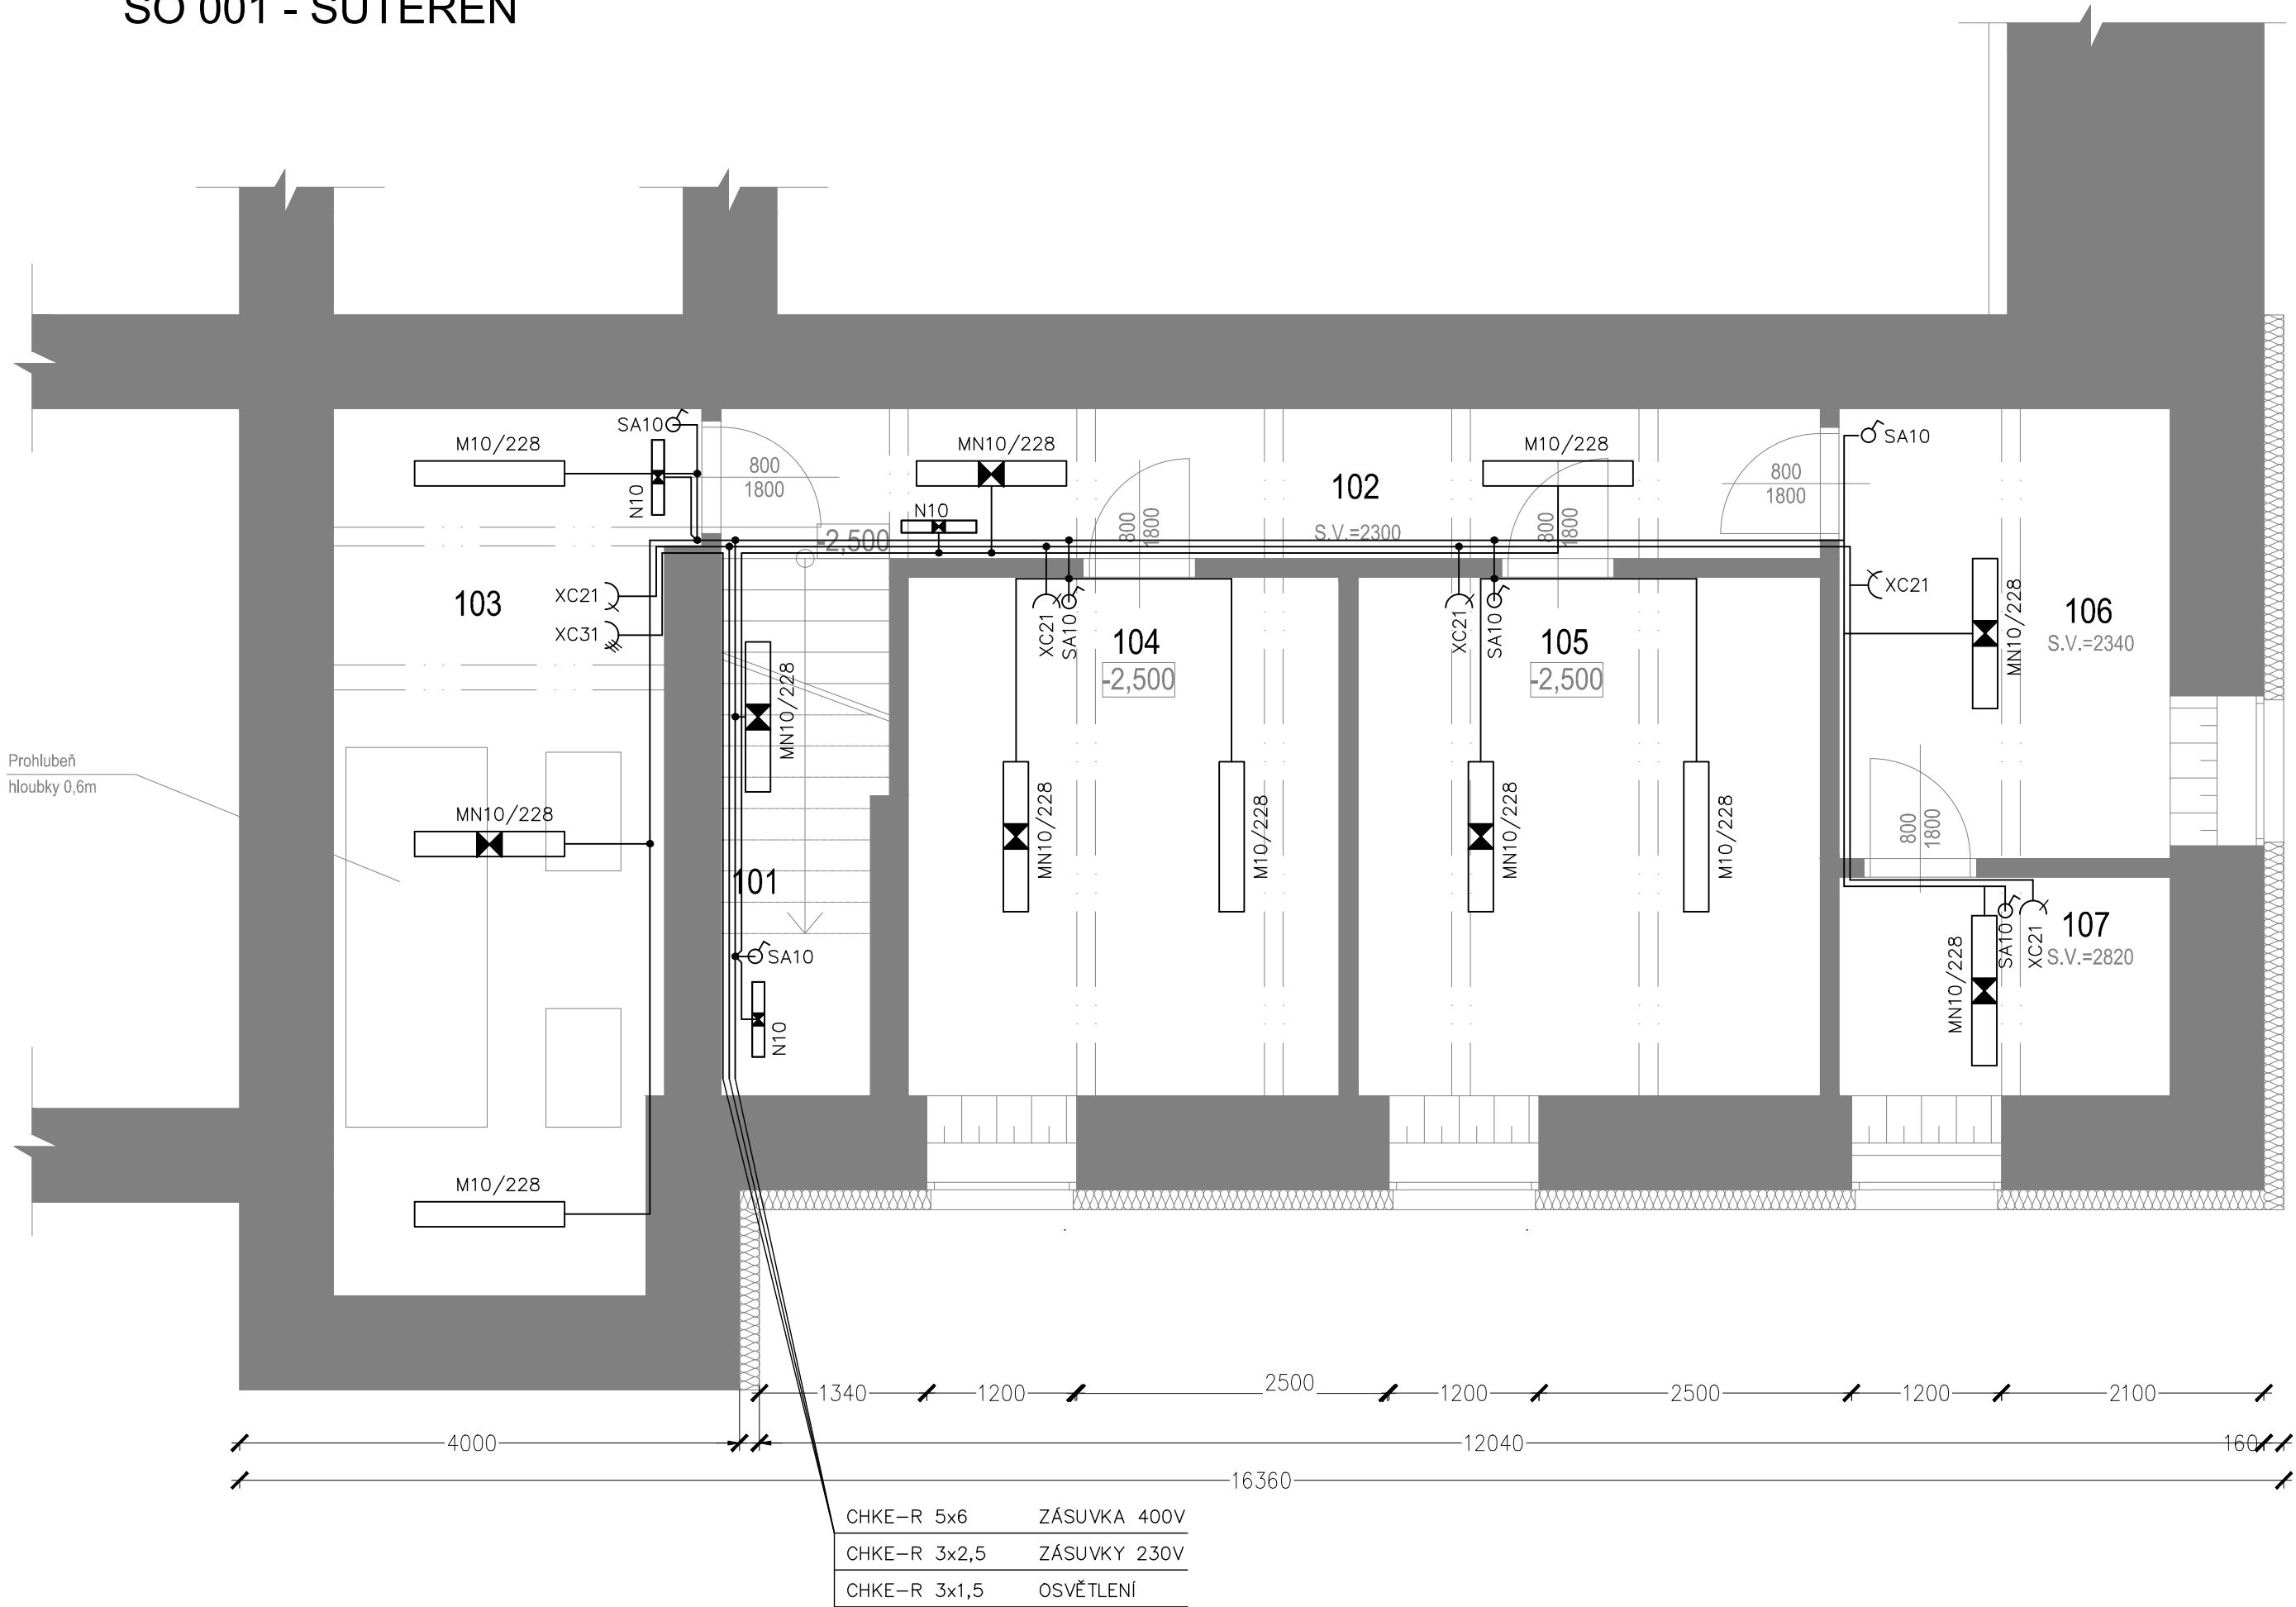 SO 001 - SUTERÉN
SA10
M10/228
N10
800
1800
MN10/228
N10
-2,500
102
S.V.=2300
800
1800
M10/228
800
1800
800
1800
SA10
103
XC21
XC31
XC21
SA10
104
-2,500
XC21
SA10
105
-2,500
XC21
MN10/228
106
S.V.=2340
MN10/228
Prohlubeň
hloubky 0,6m
MN10/228
MN10/228
M10/228
MN10/228
M10/228
800
1800
101
SA10
N10
MN10/228
SA10
XC21
107
S.V.=2820
M10/228
1340
1200
2500
1200
2500
1200
2100
4000
12040
160
16360
CHKE-R 5x6 ZÁSUVKA 400V
CHKE-R 3x2,5 ZÁSUVKY 230V
CHKE-R 3x1,5 OSVĚTLENÍ